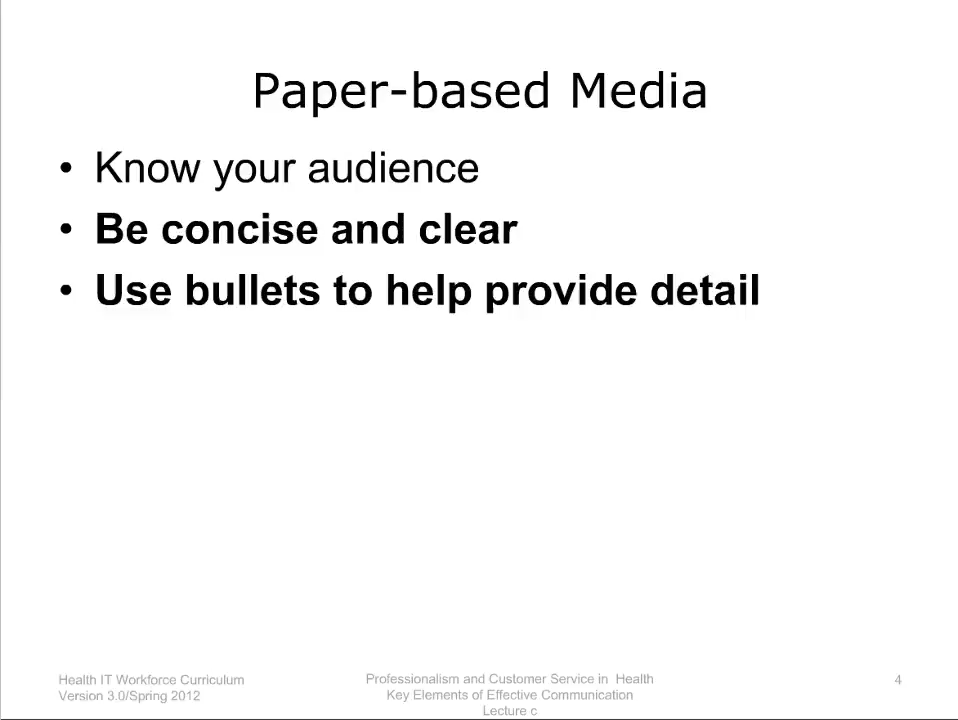 Paper-based Media
• Know your audience
• Be concise and clear
• Use bullets to help provide detail
Health IT Workforce Curriculum
Version 3.0/Spring 2012
Professionalism and Customer Service in Health
Key Elements of Effective Communication
Lecture c
4